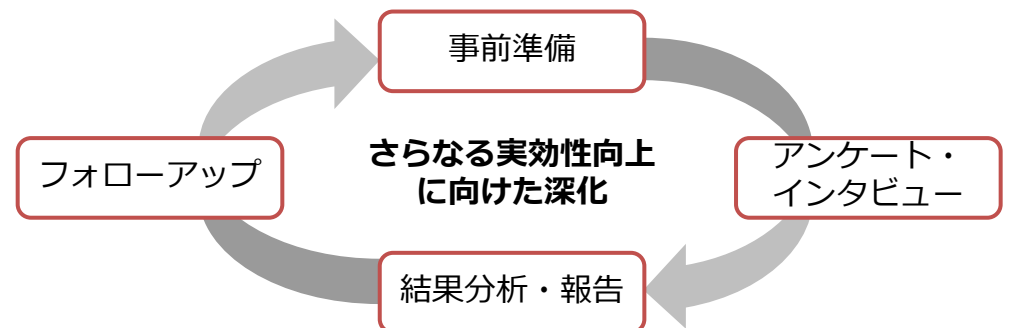 事前準備
さらなる実効性向上
に向けた深化
フォローアップ
アンケート・
インタビュー
結果分析・報告